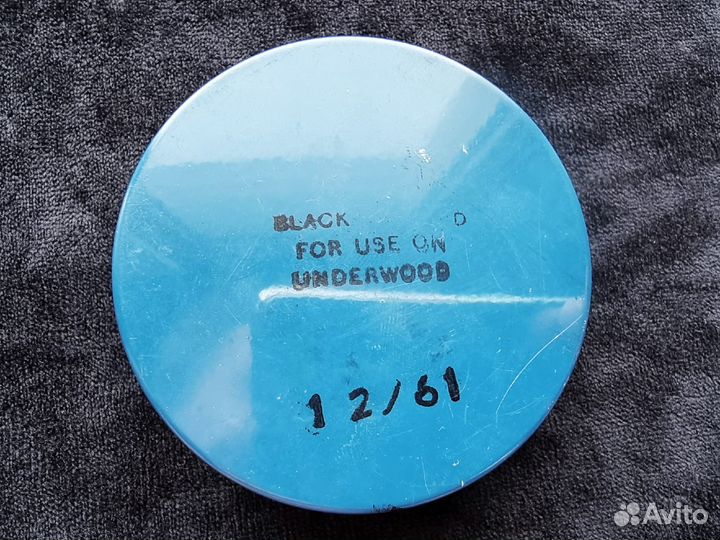 BLACK D
FOR USE ON
UNDERWOOD
12/61
Avito